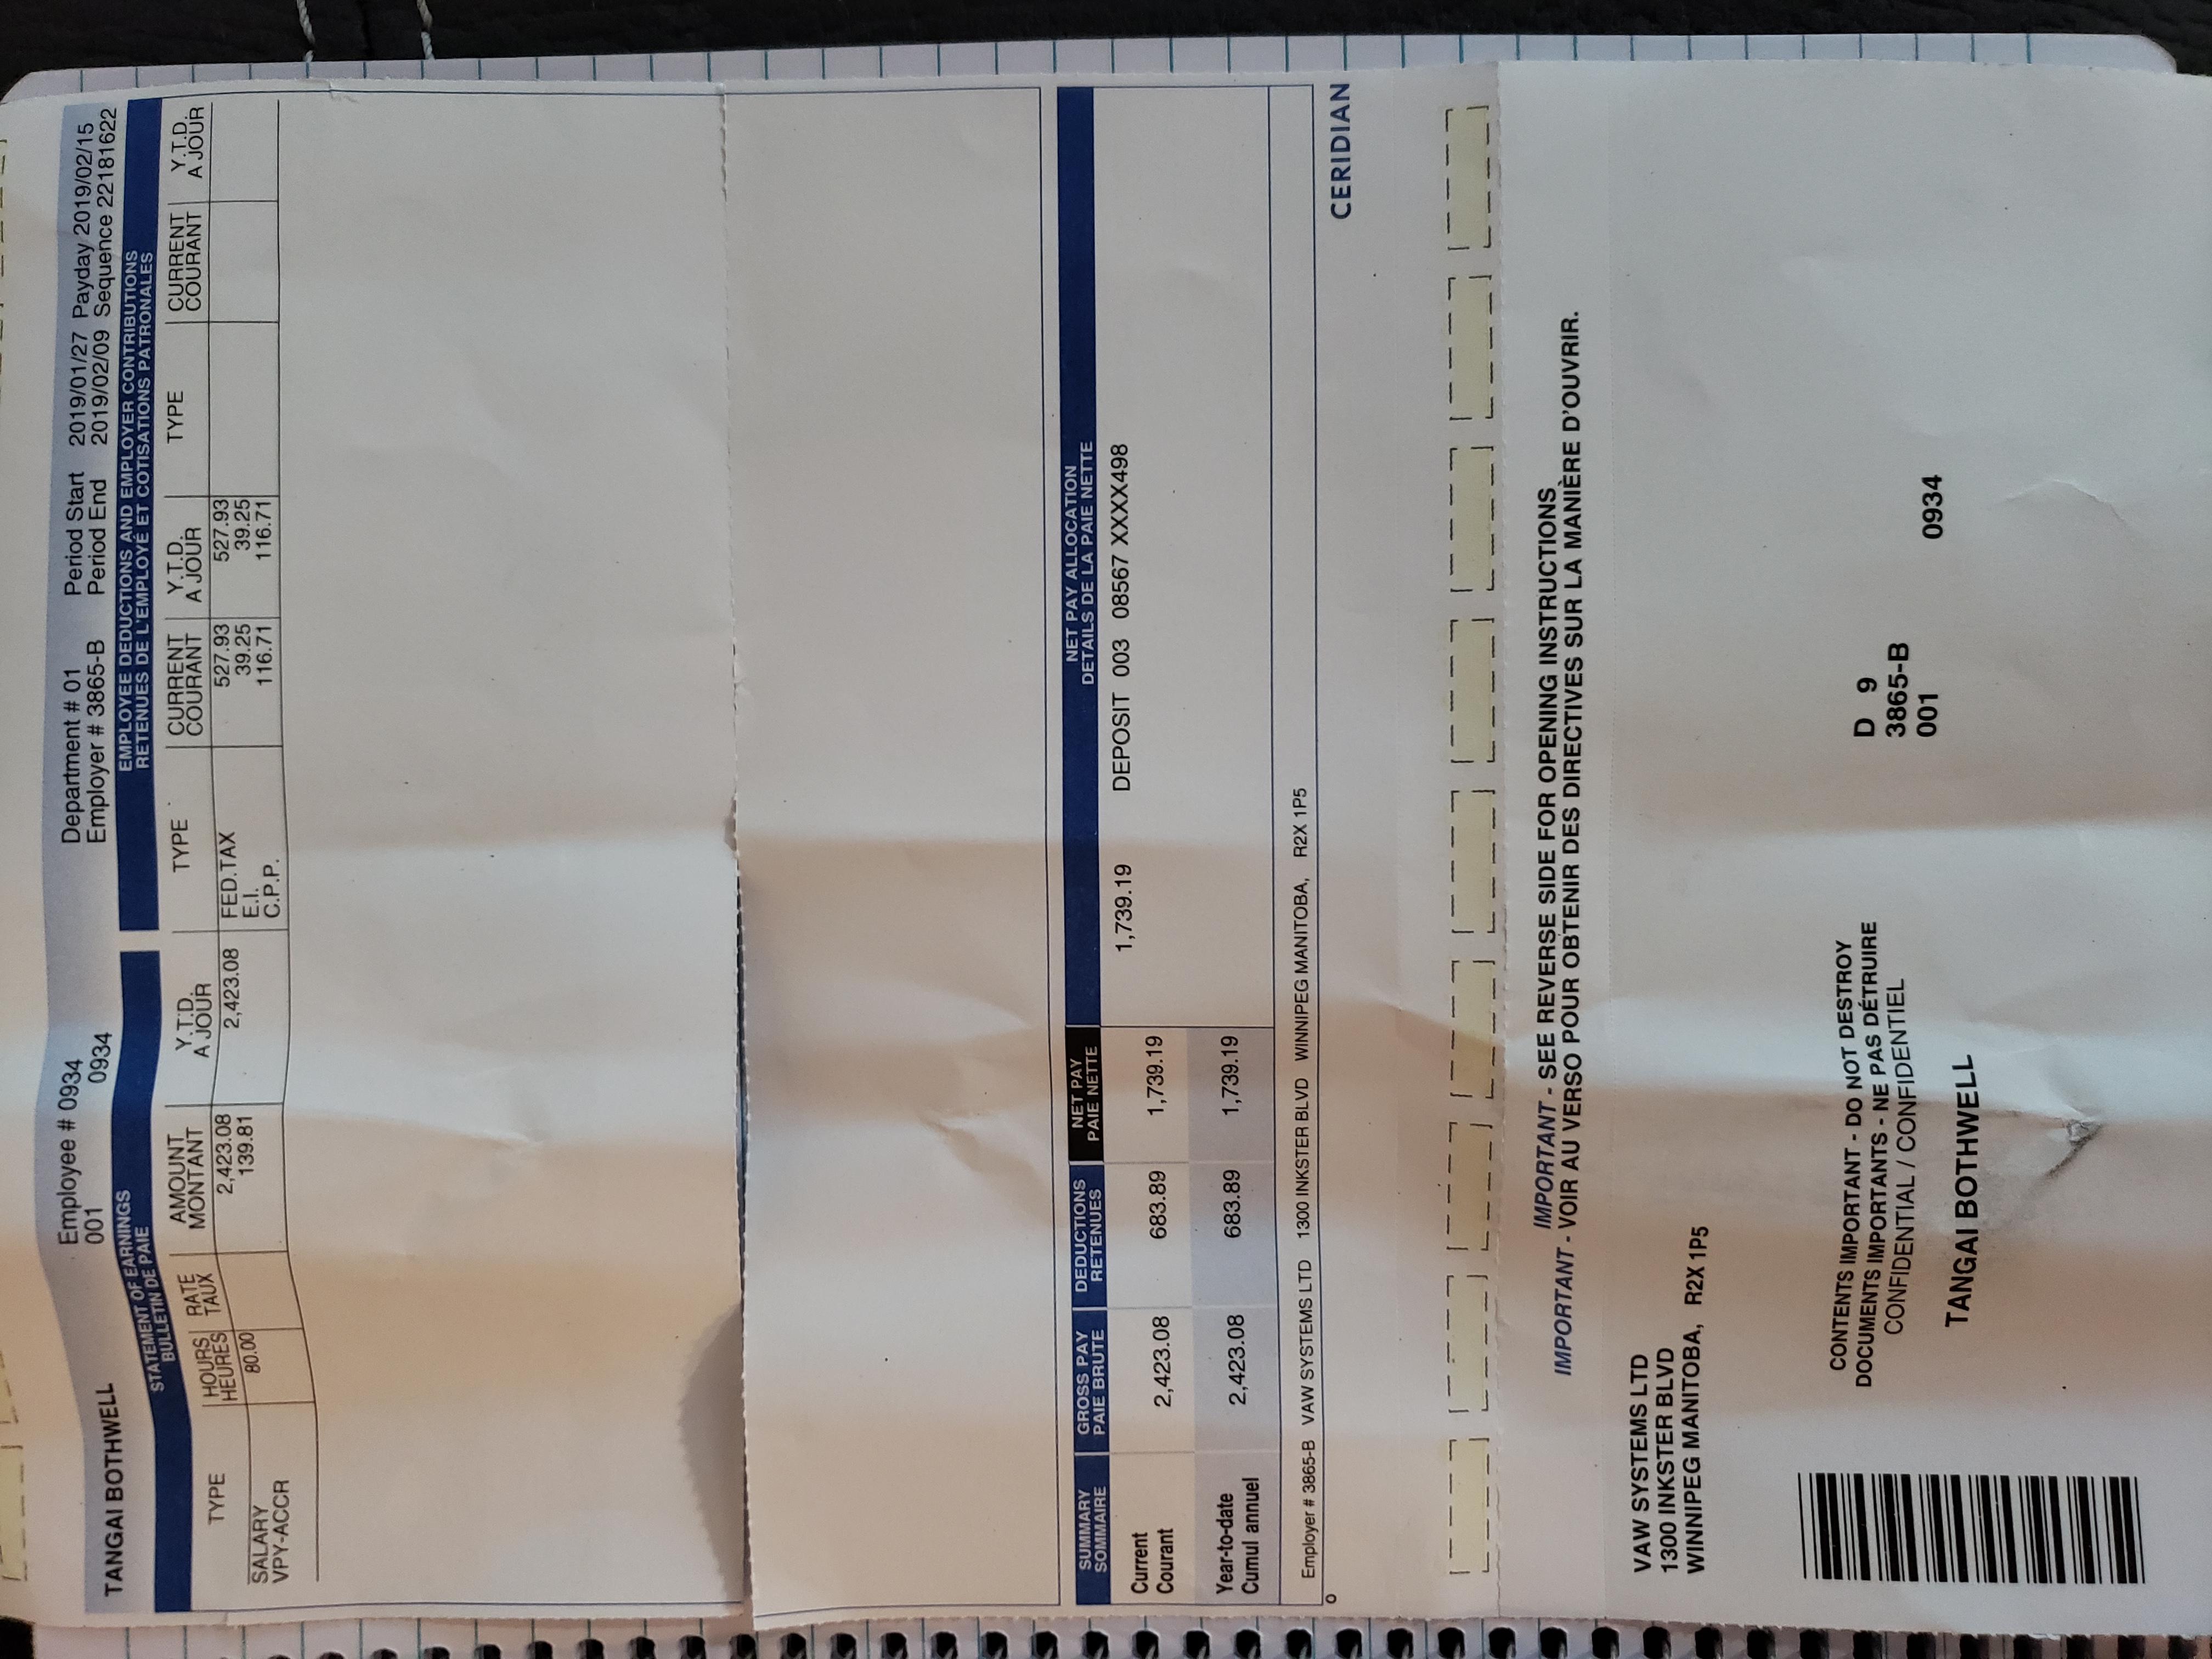 Employee # 0934 Department # 01 Period Start 2019/01/27 Payday 2019/02/15
TANGAI BOTHWELL 001 0934 Employer # 3865-B Period End 2019/02/09 Sequence 22181622
STATEMENT OF EARNINGS
BULLETIN DE PAIE
EMPLOYEE DEDUCTIONS AND EMPLOYER CONTRIBUTIONS
RETENUES DE L'EMPLOYÉ ET COTISATIONS PATRONALES
TYPE HOURS HEURES RATE TAUX AMOUNT MONTANT Y.T.D. A JOUR TYPE CURRENT COURANT Y.T.D. A JOUR TYPE CURRENT COURANT Y.T.D. A JOUR
SALARY 80.00 2,423.08 2,423.08 FED.TAX 527.93 527.93
VPY-ACCR 139.81 E.I. 39.25 39.25
C.P.P. 116.71 116.71
SUMMARY SOMMAIRE GROSS PAY PAIE BRUTE DEDUCTIONS RETENUES NET PAY PAIE NETTE NET PAY ALLOCATION DETAILS DE LA PAIE NETTE
1,739.19 DEPOSIT 003 08567 XXXX498
Current
Courant 2,423.08 683.89 1,739.19
Year-to-date
Cumul annuel 2,423.08 683.89 1,739.19
Employer # 3865-B VAW SYSTEMS LTD 1300 INKSTER BLVD WINNIPEG MANITOBA, R2X 1P5
O
CERIDIAN
IMPORTANT - SEE REVERSE SIDE FOR OPENING INSTRUCTIONS
IMPORTANT - VOIR AU VERSO POUR OBTENIR DES DIRECTIVES SUR LA MANIÈRE D'OUVRIR.
VAW SYSTEMS LTD
1300 INKSTER BLVD
WINNIPEG MANITOBA, R2X 1P5
CONTENTS IMPORTANT - DO NOT DESTROY
DOCUMENTS IMPORTANTS - NE PAS DÉTRUIRE
CONFIDENTIAL / CONFIDENTIEL
TANGAI BOTHWELL
D 9
3865-B
001 0934